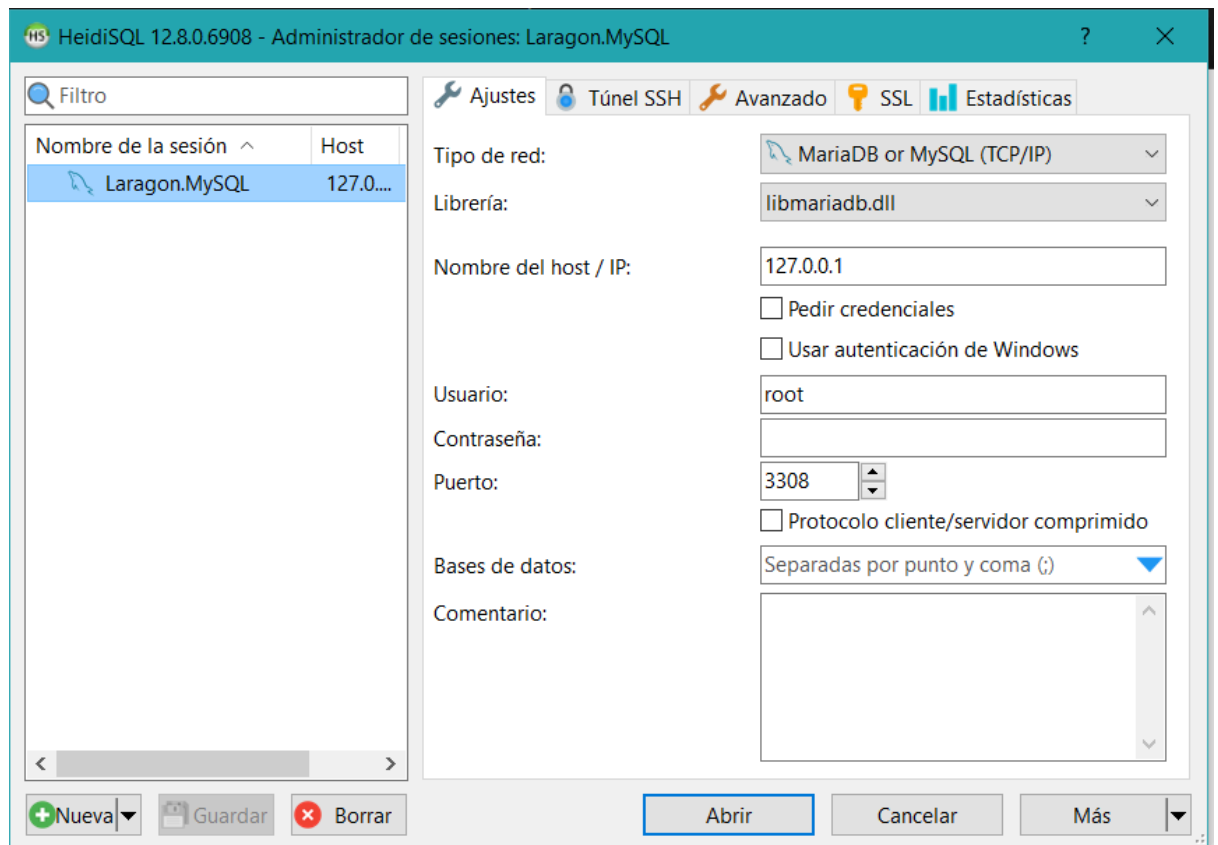 HS HeidiSQL 12.8.0.6908 - Administrador de sesiones: Laragon.MySQL ?
Filtro
Nombre de la sesión Host
Laragon.MySQL 127.0....
Ajustes Túnel SSH Avanzado SSL Estadísticas
Tipo de red: MariaDB or MySQL (TCP/IP)
Librería: libmariadb.dll
Nombre del host / IP: 127.0.0.1
Pedir credenciales
Usar autenticación de Windows
Usuario: root
Contraseña:
Puerto: 3308
Protocolo cliente/servidor comprimido
Bases de datos: Separadas por punto y coma (;)
Comentario:
Nueva Guardar Borrar Abrir Cancelar Más